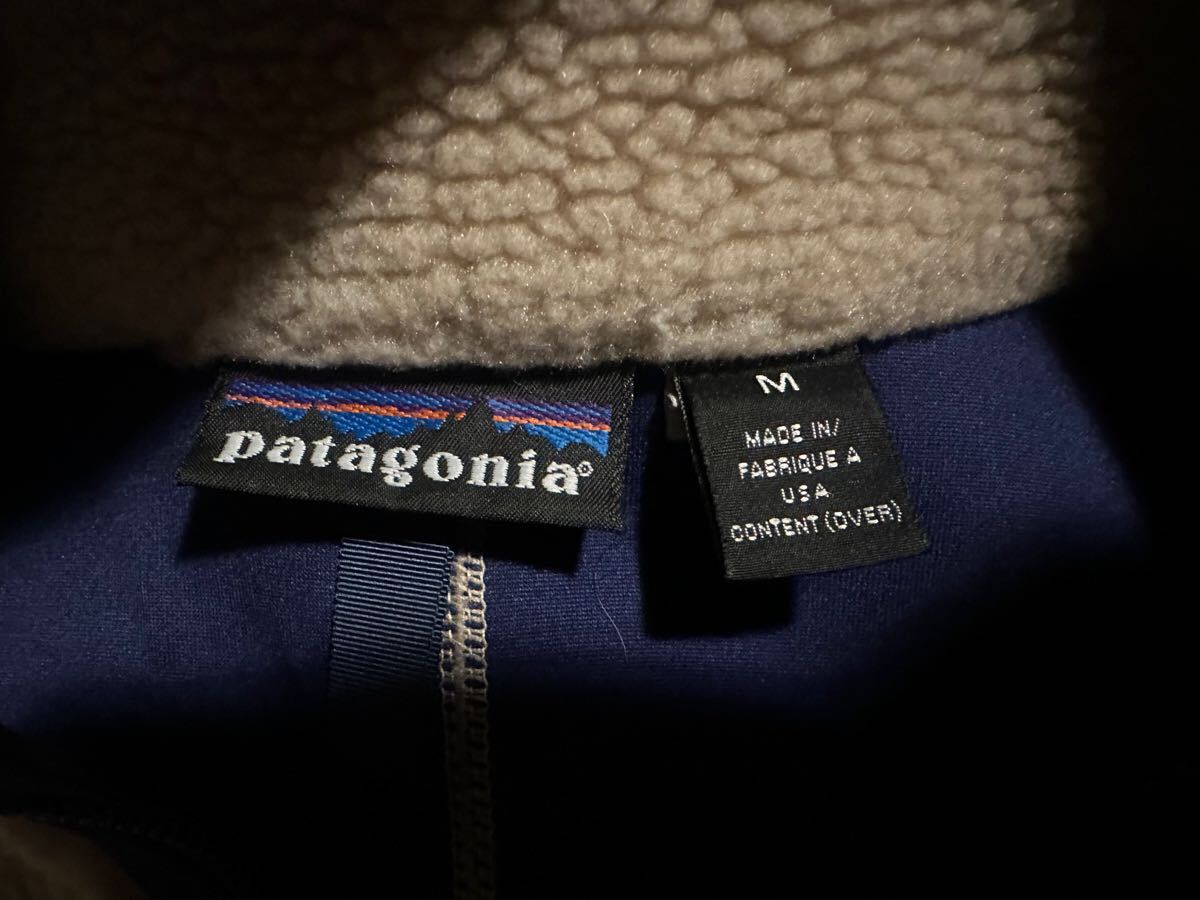 patagonia®
M
MADE IN/
FABRIQUE A
USA
CONTENT (OVER)